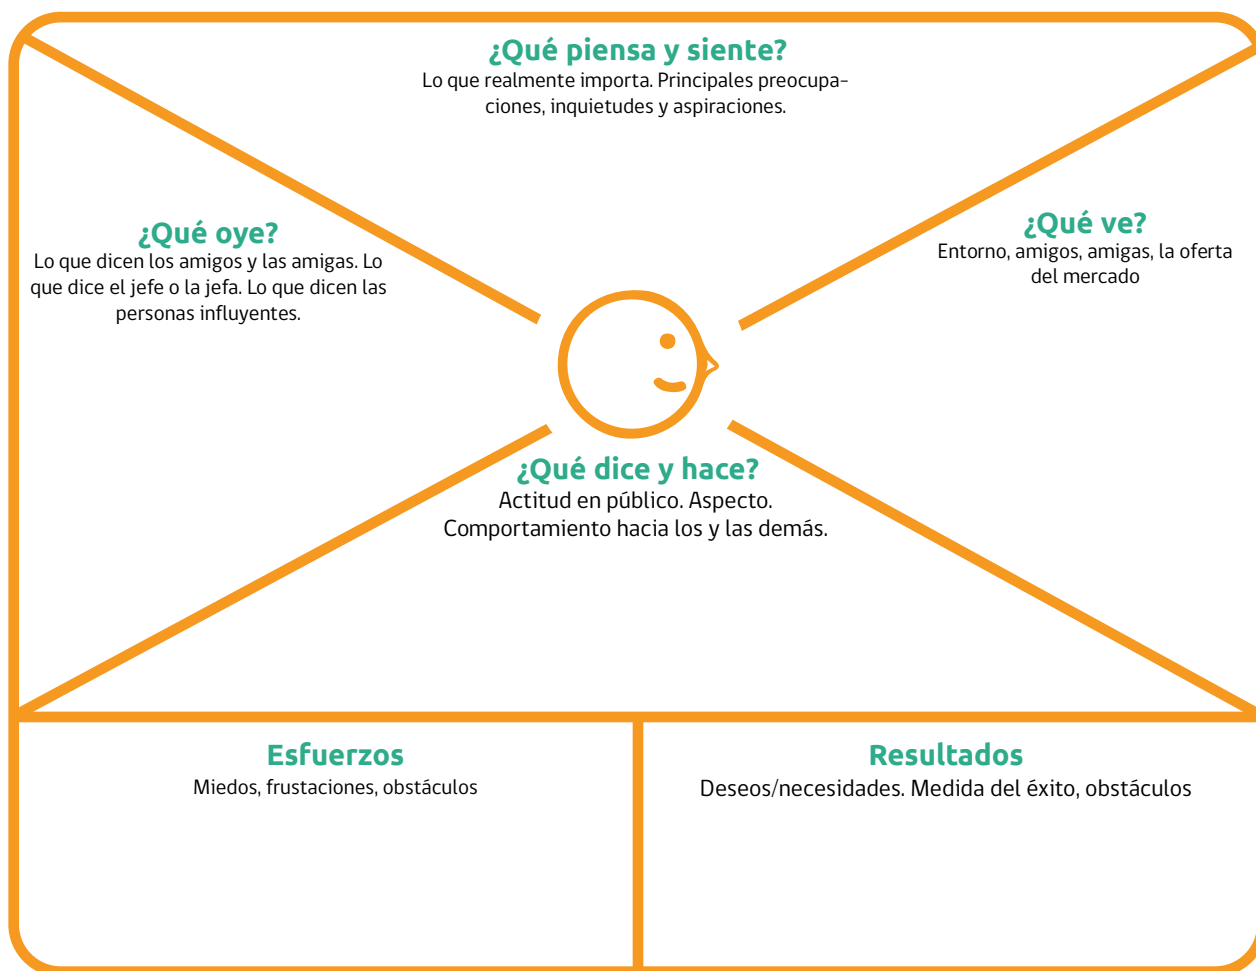 ¿Qué piensa y siente?
Lo que realmente importa. Principales preocupa-
ciones, inquietudes y aspiraciones.
¿Qué oye?
Lo que dicen los amigos y las amigas. Lo
que dice el jefe o la jefa. Lo que dicen las
personas influyentes.
¿Qué ve?
Entorno, amigos, amigas, la oferta
del mercado
¿Qué dice y hace?
Actitud en público. Aspecto.
Comportamiento hacia los y las demás.
Esfuerzos
Miedos, frustaciones, obstáculos
Resultados
Deseos/necesidades. Medida del éxito, obstáculos